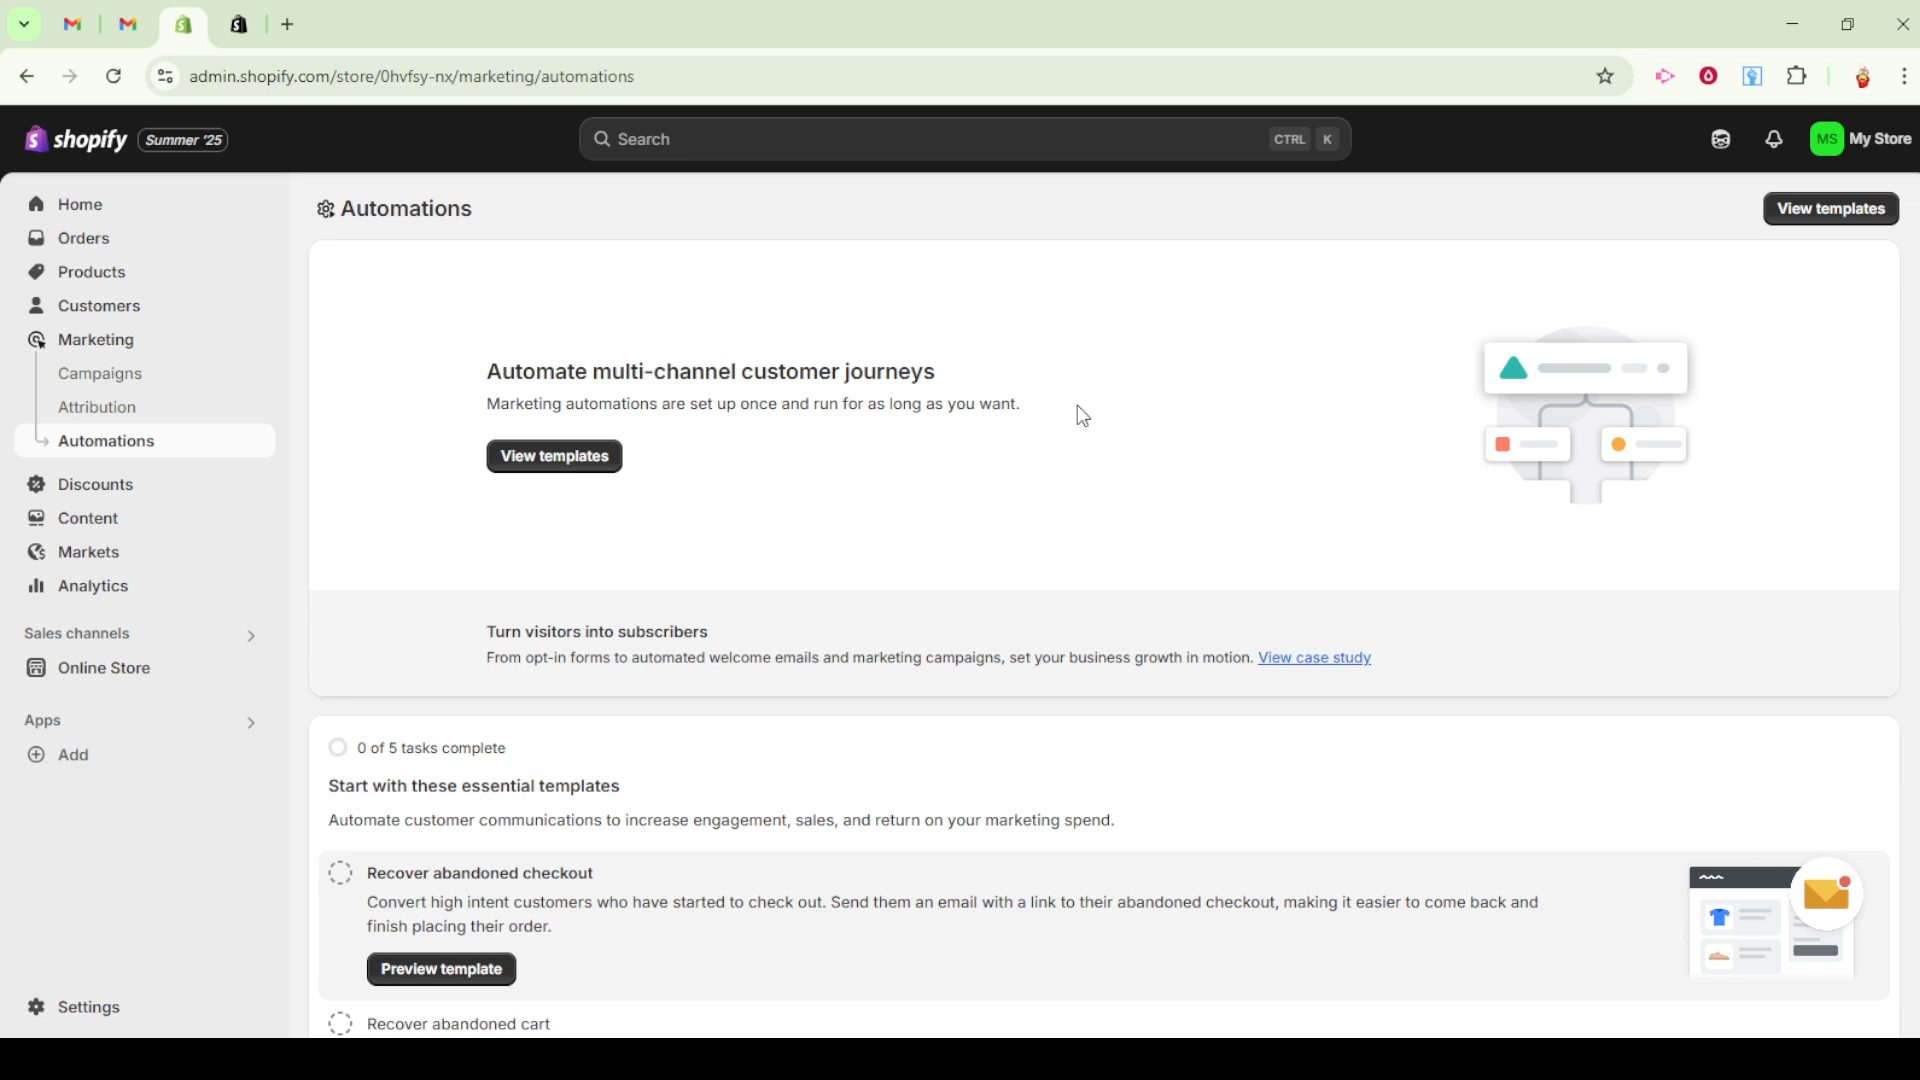 admin.shopify.com/store/0hvfsy-nx/marketing/automations
shopify Summer '25
Search CTRL K
MS My Store
Home
Orders
Products
Customers
Marketing
Campaigns
Attribution
Automations
Discounts
Content
Markets
Analytics
Sales channels
Online Store
Apps
Add
Settings
Automations
View templates
Automate multi-channel customer journeys
Marketing automations are set up once and run for as long as you want.
View templates
Turn visitors into subscribers
From opt-in forms to automated welcome emails and marketing campaigns, set your business growth in motion. View case study
0 of 5 tasks complete
Start with these essential templates
Automate customer communications to increase engagement, sales, and return on your marketing spend.
Recover abandoned checkout
Convert high intent customers who have started to check out. Send them an email with a link to their abandoned checkout, making it easier to come back and
finish placing their order.
Preview template
Recover abandoned cart